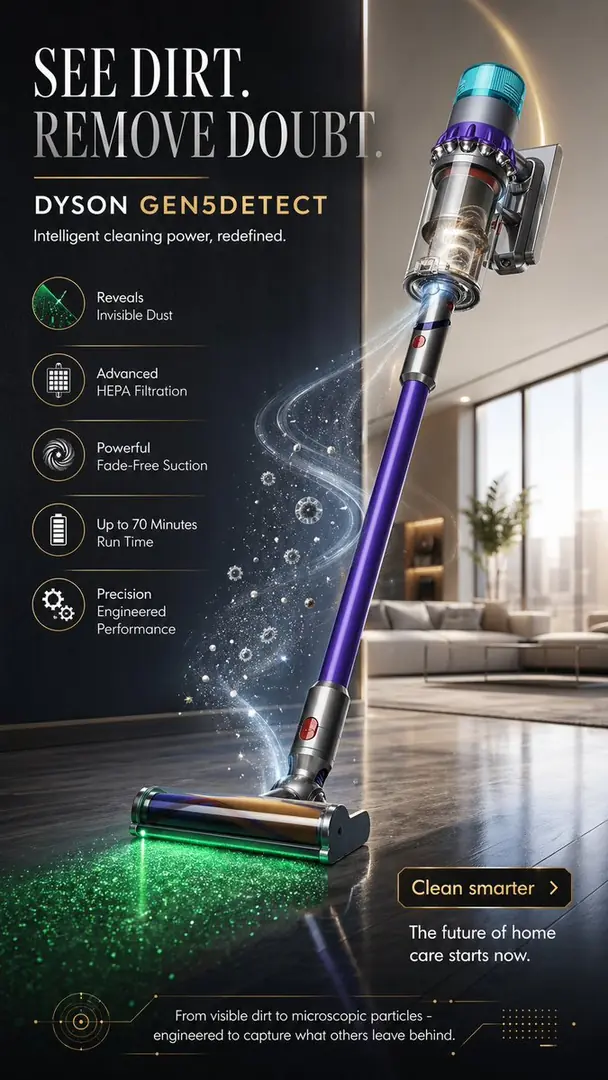 SEE DIRT.
REMOVE DOUBT.
DYSON GEN5DETECT
Intelligent cleaning power, redefined.
Reveals
Invisible Dust
Advanced
HEPA Filtration
Powerful
Fade-Free Suction
Up to 70 Minutes
Run Time
Precision
Engineered
Performance
Clean smarter >
The future of home
care starts now.
From visible dirt to microscopic particles -
engineered to capture what others leave behind.